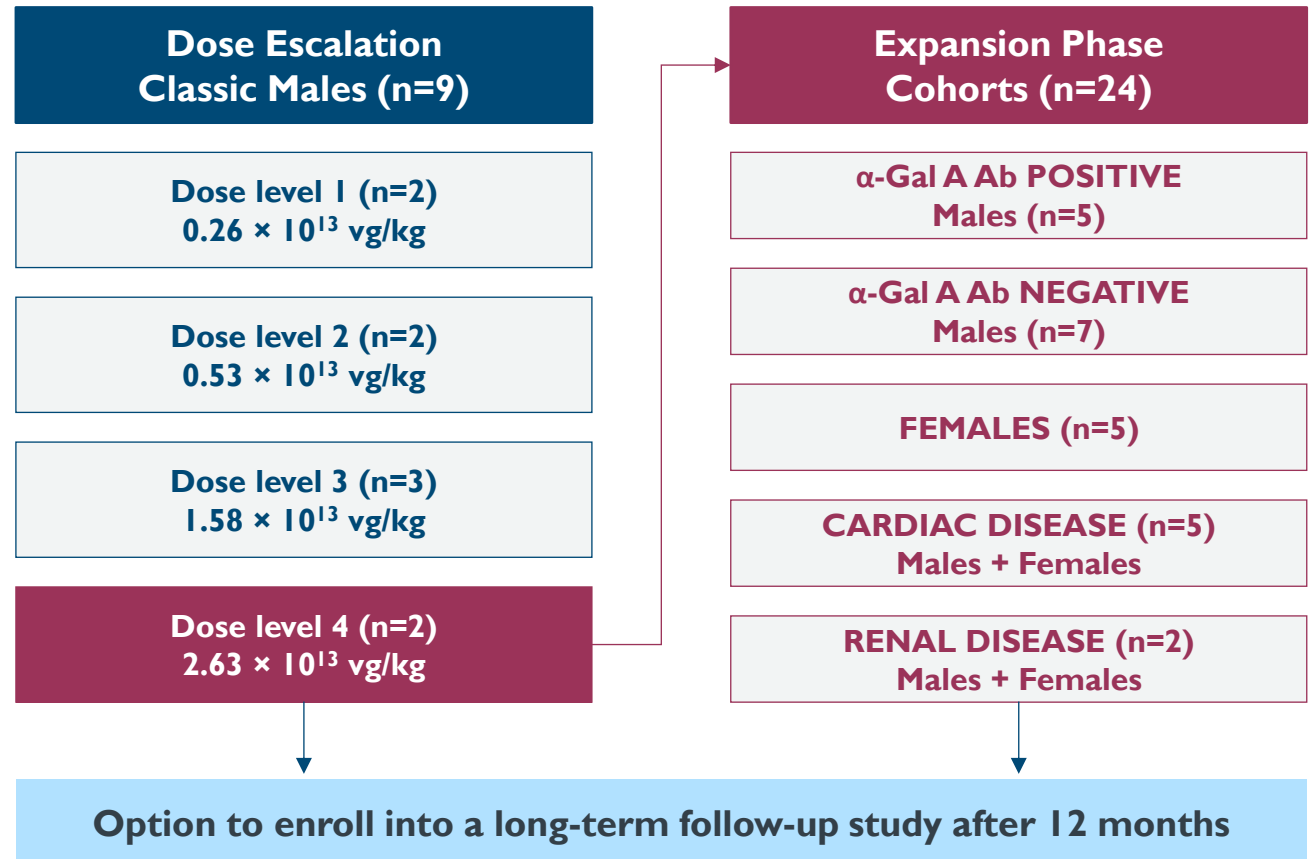 Dose Escalation
Classic Males (n=9)
Dose level 1 (n=2)
0.26 × 10¹³ vg/kg
Dose level 2 (n=2)
0.53 × 10¹³ vg/kg
Dose level 3 (n=3)
1.58 × 10¹³ vg/kg
Dose level 4 (n=2)
2.63 × 10¹³ vg/kg
Expansion Phase
Cohorts (n=24)
α-Gal A Ab POSITIVE
Males (n=5)
α-Gal A Ab NEGATIVE
Males (n=7)
FEMALES (n=5)
CARDIAC DISEASE (n=5)
Males + Females
RENAL DISEASE (n=2)
Males + Females
Option to enroll into a long-term follow-up study after 12 months